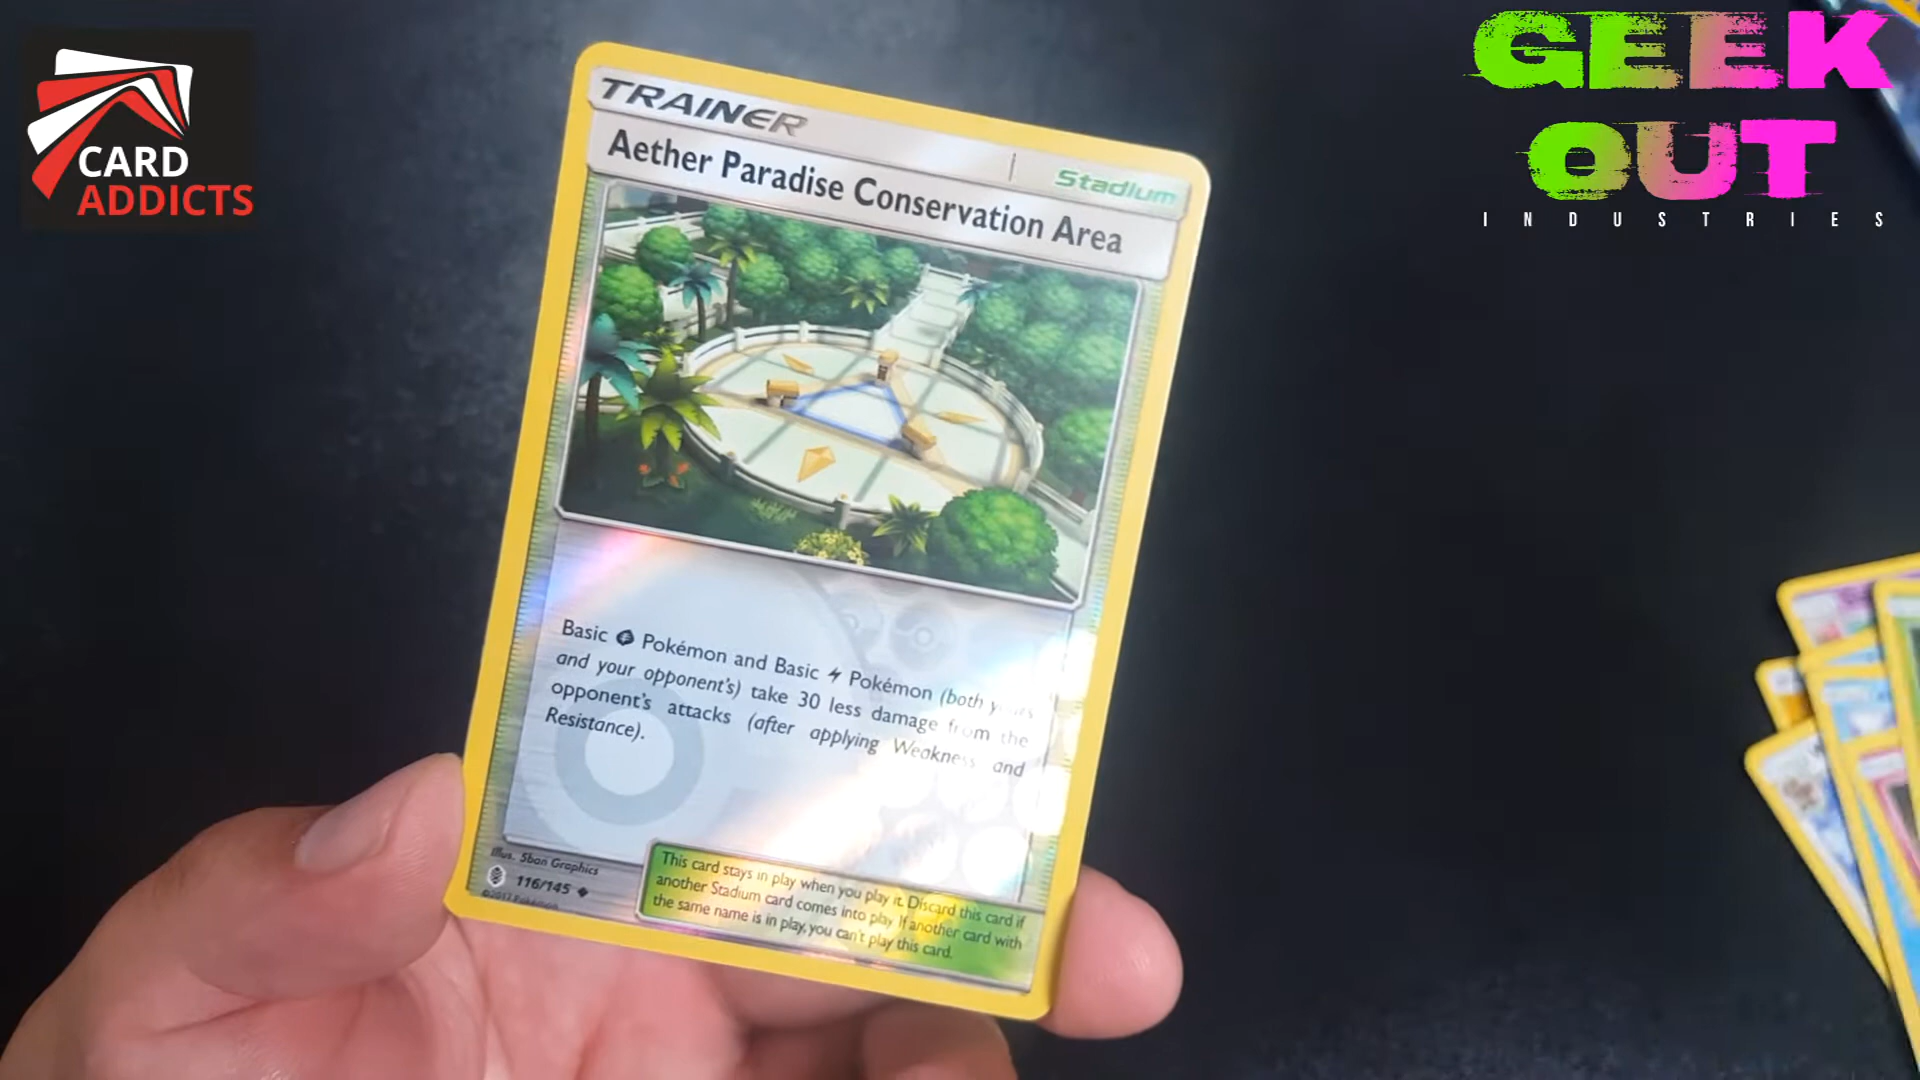 CARD
ADDICTS
GEEK
OUT
INDUSTRIES
TRAINER
Stadium
Aether Paradise Conservation Area
Basic Pokémon and Basic Pokémon (both yours
and your opponent's) take 30 less damage from the
opponent's attacks (after applying Weakness and
Resistance).
Illus. 5ban Graphics
116/145
©2017 Pokémon
This card stays in play when you play it. Discard this card if
another Stadium card comes into play. If another card with
the same name is in play, you can't play this card.